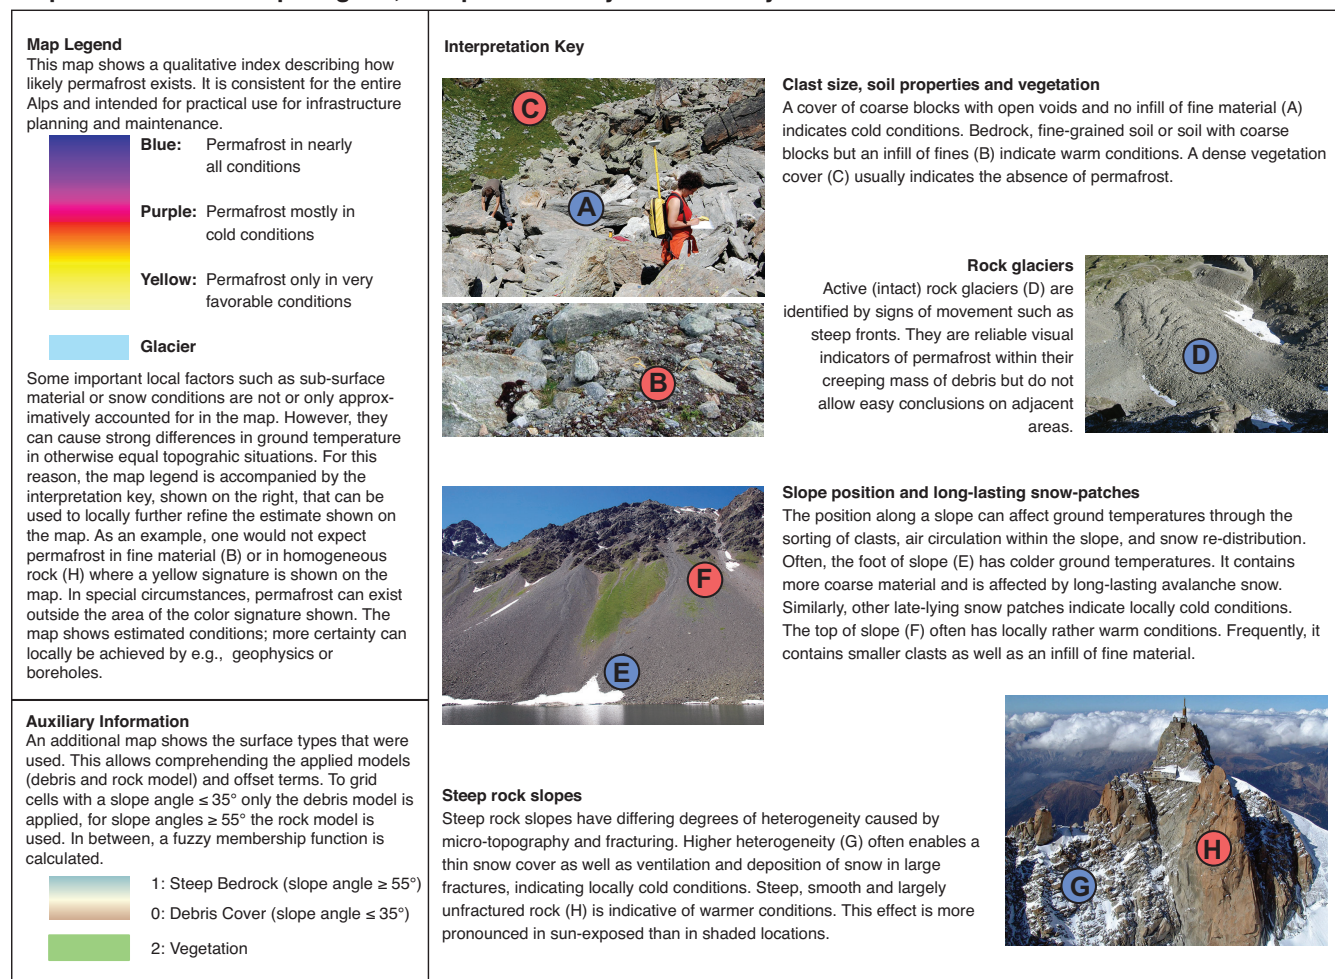 Map Legend
This map shows a qualitative index describing how
likely permafrost exists. It is consistent for the entire
Alps and intended for practical use for infrastructure
planning and maintenance.
Blue: Permafrost in nearly
all conditions
Purple: Permafrost mostly in
cold conditions
Yellow: Permafrost only in very
favorable conditions
Glacier
Some important local factors such as sub-surface
material or snow conditions are not or only approx-
imatively accounted for in the map. However, they
can cause strong differences in ground temperature
in otherwise equal topograhic situations. For this
reason, the map legend is accompanied by the
interpretation key, shown on the right, that can be
used to locally further refine the estimate shown on
the map. As an example, one would not expect
permafrost in fine material (B) or in homogeneous
rock (H) where a yellow signature is shown on the
map. In special circumstances, permafrost can exist
outside the area of the color signature shown. The
map shows estimated conditions; more certainty can
locally be achieved by e.g., geophysics or
boreholes.
Auxiliary Information
An additional map shows the surface types that were
used. This allows comprehending the applied models
(debris and rock model) and offset terms. To grid
cells with a slope angle ≤ 35° only the debris model is
applied, for slope angles ≥ 55° the rock model is
used. In between, a fuzzy membership function is
calculated.
1: Steep Bedrock (slope angle ≥ 55°)
0: Debris Cover (slope angle ≤ 35°)
2: Vegetation
Interpretation Key
C
A
B
Clast size, soil properties and vegetation
A cover of coarse blocks with open voids and no infill of fine material (A)
indicates cold conditions. Bedrock, fine-grained soil or soil with coarse
blocks but an infill of fines (B) indicate warm conditions. A dense vegetation
cover (C) usually indicates the absence of permafrost.
Rock glaciers
Active (intact) rock glaciers (D) are
identified by signs of movement such as
steep fronts. They are reliable visual
indicators of permafrost within their
creeping mass of debris but do not
allow easy conclusions on adjacent
areas.
D
F
E
Slope position and long-lasting snow-patches
The position along a slope can affect ground temperatures through the
sorting of clasts, air circulation within the slope, and snow re-distribution.
Often, the foot of slope (E) has colder ground temperatures. It contains
more coarse material and is affected by long-lasting avalanche snow.
Similarly, other late-lying snow patches indicate locally cold conditions.
The top of slope (F) often has locally rather warm conditions. Frequently, it
contains smaller clasts as well as an infill of fine material.
Steep rock slopes
Steep rock slopes have differing degrees of heterogeneity caused by
micro-topography and fracturing. Higher heterogeneity (G) often enables a
thin snow cover as well as ventilation and deposition of snow in large
fractures, indicating locally cold conditions. Steep, smooth and largely
unfractured rock (H) is indicative of warmer conditions. This effect is more
pronounced in sun-exposed than in shaded locations.
H
G